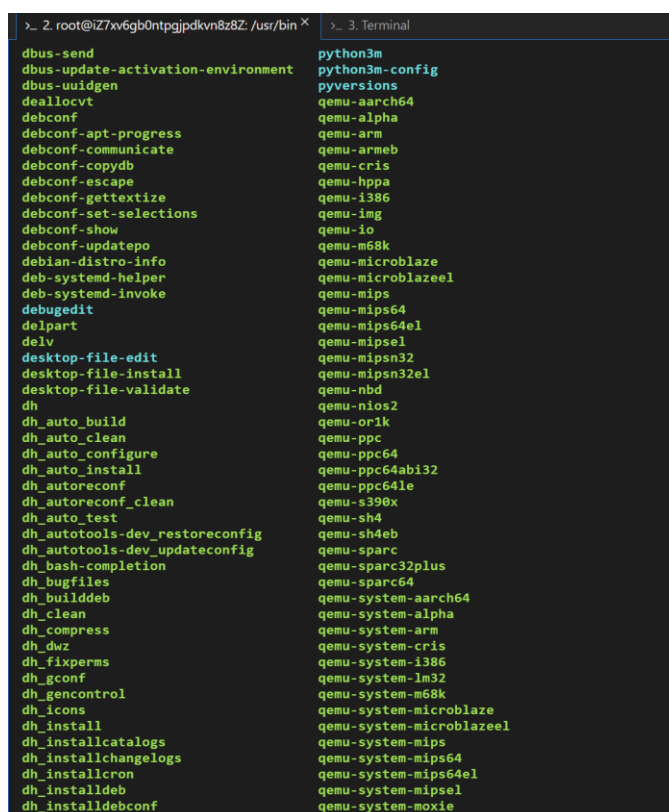 >_ 2. root@iZ7xv6gb0ntpgjpdkvn8z8Z: /usr/bin × >_ 3. Terminal
dbus-send python3m
dbus-update-activation-environment python3m-config
dbus-uuidgen pyversions
deallocvt qemu-aarch64
debconf qemu-alpha
debconf-apt-progress qemu-arm
debconf-communicate qemu-armeb
debconf-copydb qemu-cris
debconf-escape qemu-hppa
debconf-gettextize qemu-i386
debconf-set-selections qemu-img
debconf-show qemu-io
debconf-updatepo qemu-m68k
debian-distro-info qemu-microblaze
deb-systemd-helper qemu-microblazeel
deb-systemd-invoke qemu-mips
debugedit qemu-mips64
delpart qemu-mips64el
delv qemu-mipsel
desktop-file-edit qemu-mipsn32
desktop-file-install qemu-mipsn32el
desktop-file-validate qemu-nbd
dh qemu-nios2
dh_auto_build qemu-or1k
dh_auto_clean qemu-ppc
dh_auto_configure qemu-ppc64
dh_auto_install qemu-ppc64abi32
dh_autoreconf qemu-ppc64le
dh_autoreconf_clean qemu-s390x
dh_auto_test qemu-sh4
dh_autotools-dev_restoreconfig qemu-sh4eb
dh_autotools-dev_updateconfig qemu-sparc
dh_bash-completion qemu-sparc32plus
dh_bugfiles qemu-sparc64
dh_builddeb qemu-system-aarch64
dh_clean qemu-system-alpha
dh_compress qemu-system-arm
dh_dwz qemu-system-cris
dh_fixperms qemu-system-i386
dh_gconf qemu-system-lm32
dh_gencontrol qemu-system-m68k
dh_icons qemu-system-microblaze
dh_install qemu-system-microblazeel
dh_installcatalogs qemu-system-mips
dh_installchangelogs qemu-system-mips64
dh_installcron qemu-system-mips64el
dh_installdeb qemu-system-mipsel
dh_installdebconf qemu-system-moxie